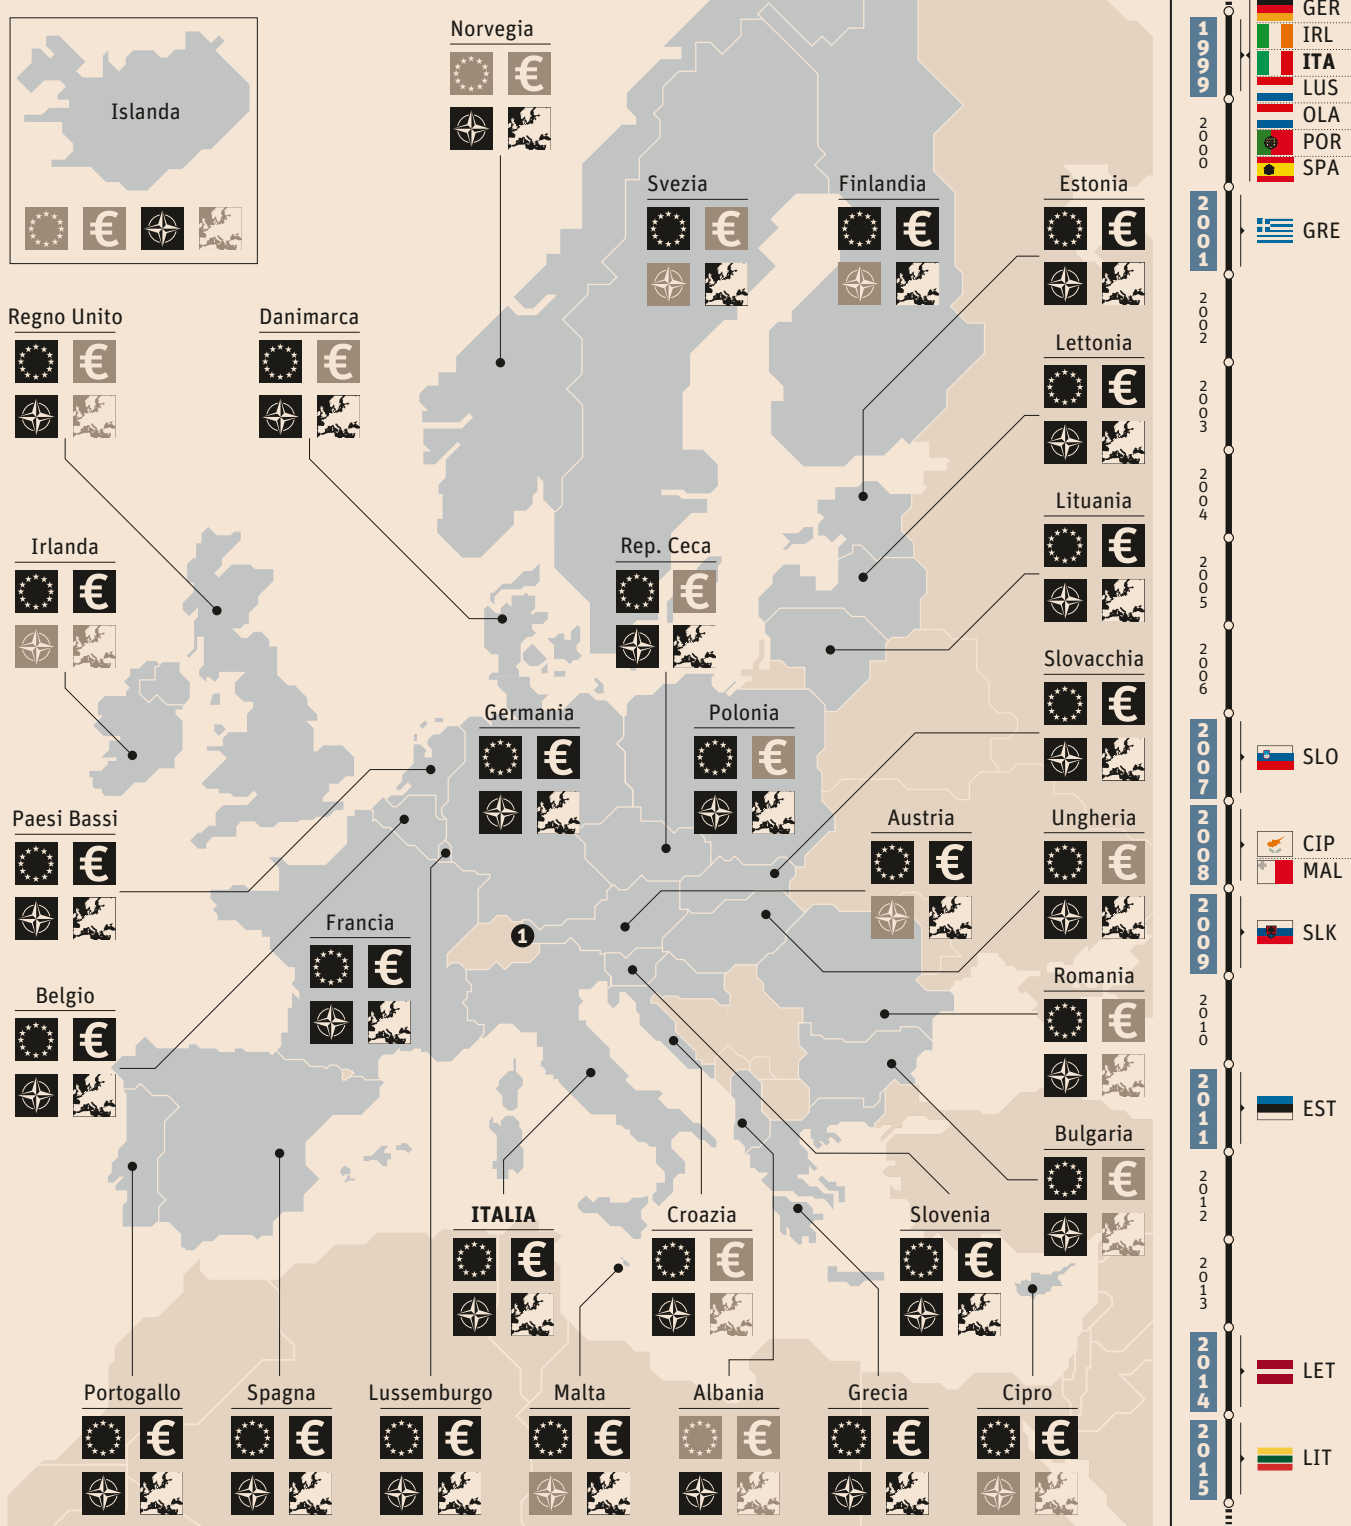 Islanda
Norvegia
Svezia
Finlandia
Estonia
Regno Unito
Danimarca
Lettonia
Lituania
Irlanda
Rep. Ceca
Slovacchia
Germania
Polonia
Paesi Bassi
Austria
Ungheria
Francia
1
Belgio
Romania
Bulgaria
ITALIA
Croazia
Slovenia
Portogallo
Spagna
Lussemburgo
Malta
Albania
Grecia
Cipro
1999
GER
IRL
ITA
LUS
OLA
POR
SPA
2000
2001
GRE
2002
2003
2004
2005
2006
2007
SLO
2008
CIP
MAL
2009
SLK
2010
2011
EST
2012
2013
2014
LET
2015
LIT